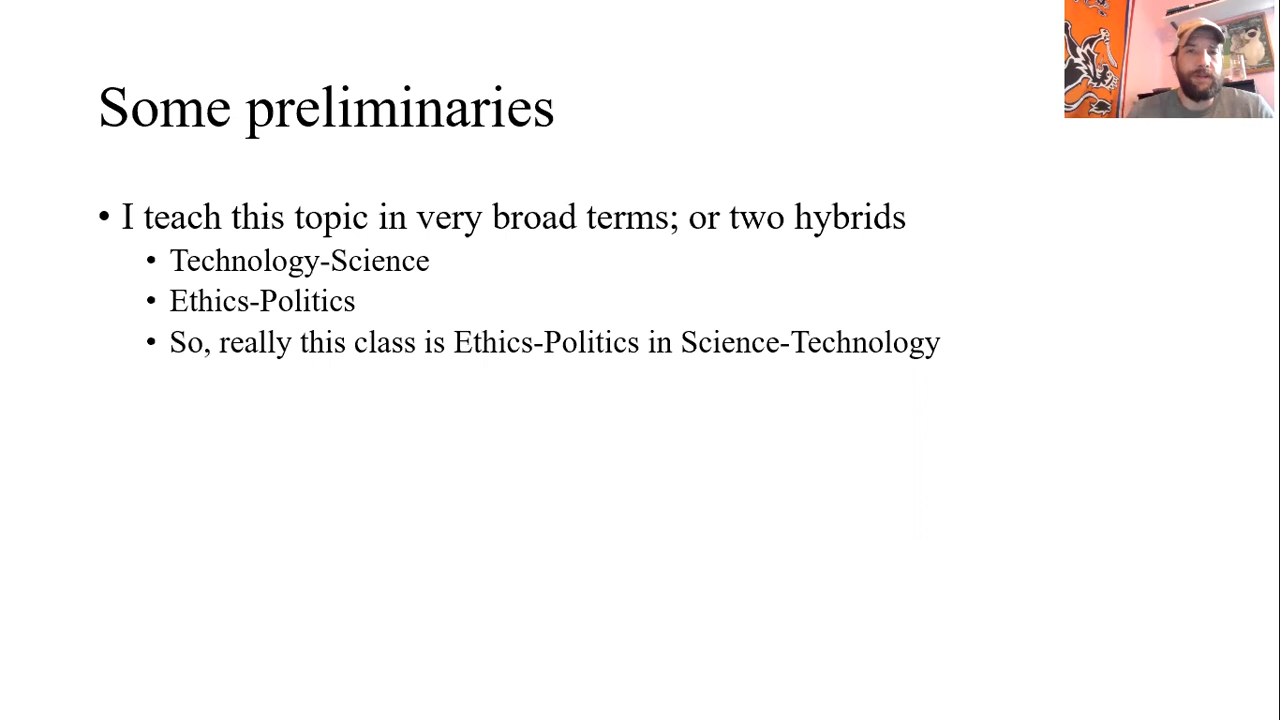 Some preliminaries
• I teach this topic in very broad terms; or two hybrids
• Technology-Science
• Ethics-Politics
• So, really this class is Ethics-Politics in Science-Technology